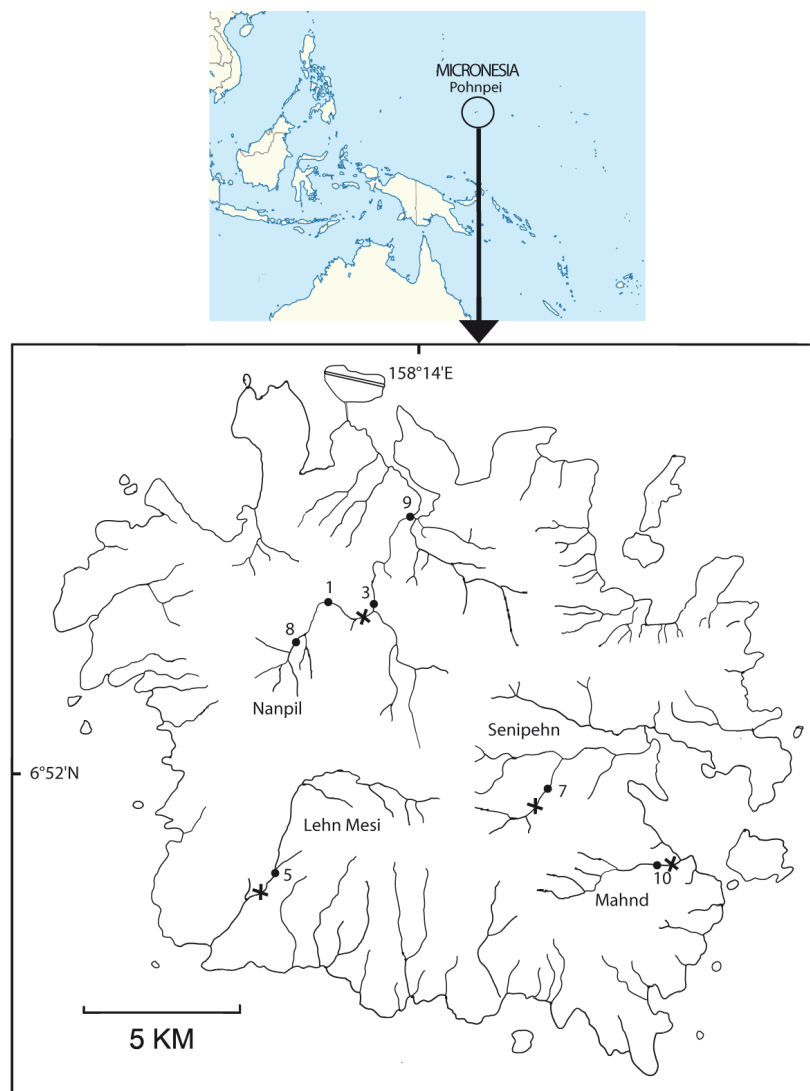 MICRONESIA
Pohnpei
158°14'E
9
1
3
8
Nanpil
Senipehn
6°52'N
7
Lehn Mesi
5
10
Mahnd
5 KM